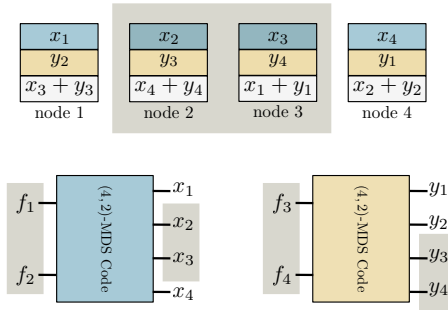 x₁ x₂ x₃ x₄
y₂ y₃ y₄ y₁
x₃ + y₃ x₄ + y₄ x₁ + y₁ x₂ + y₂
node 1 node 2 node 3 node 4
f₁
f₂
(4, 2)-MDS Code
x₁
x₂
x₃
x₄
f₃
f₄
(4, 2)-MDS Code
y₁
y₂
y₃
y₄